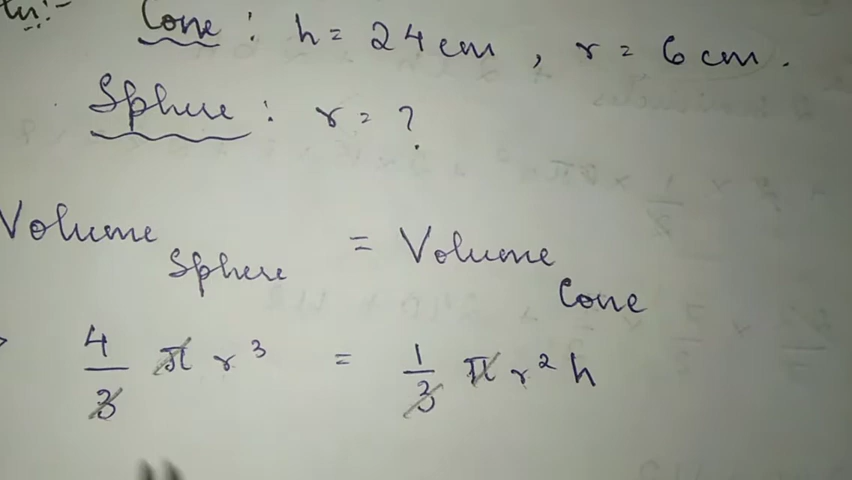 Cone : h = 24 cm , r = 6 cm .
Sphere : r = ?
Volume Sphere = Volume Cone
4/3 π r³ = 1/3 π r² h